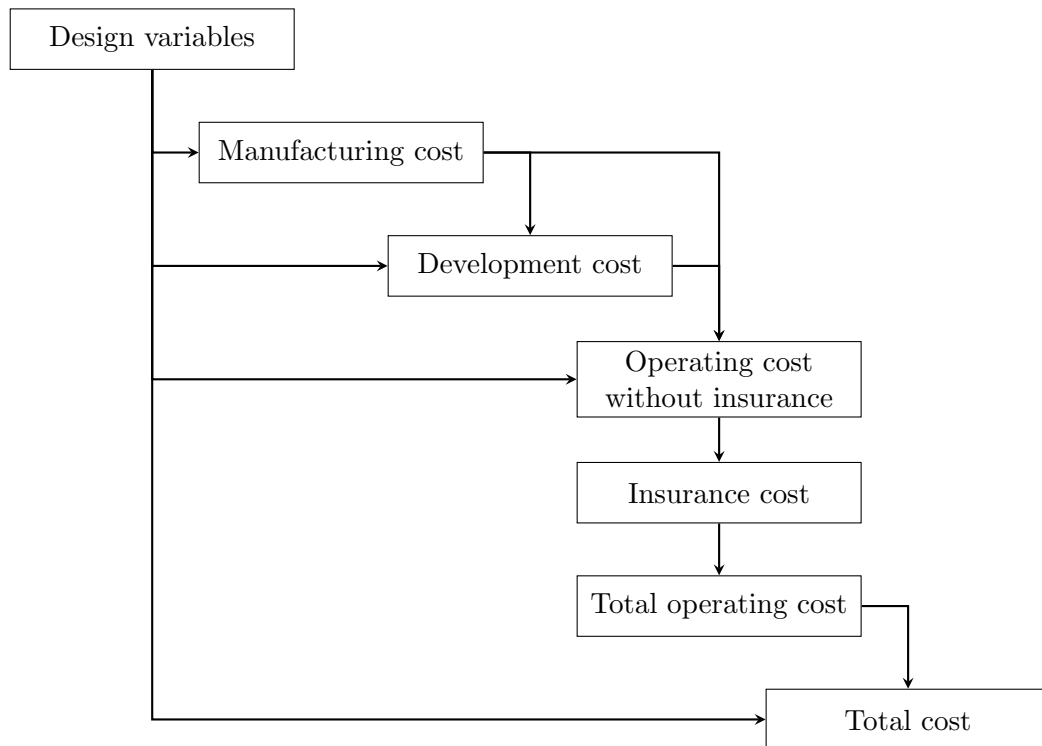 Design variables
Manufacturing cost
Development cost
Operating cost
without insurance
Insurance cost
Total operating cost
Total cost